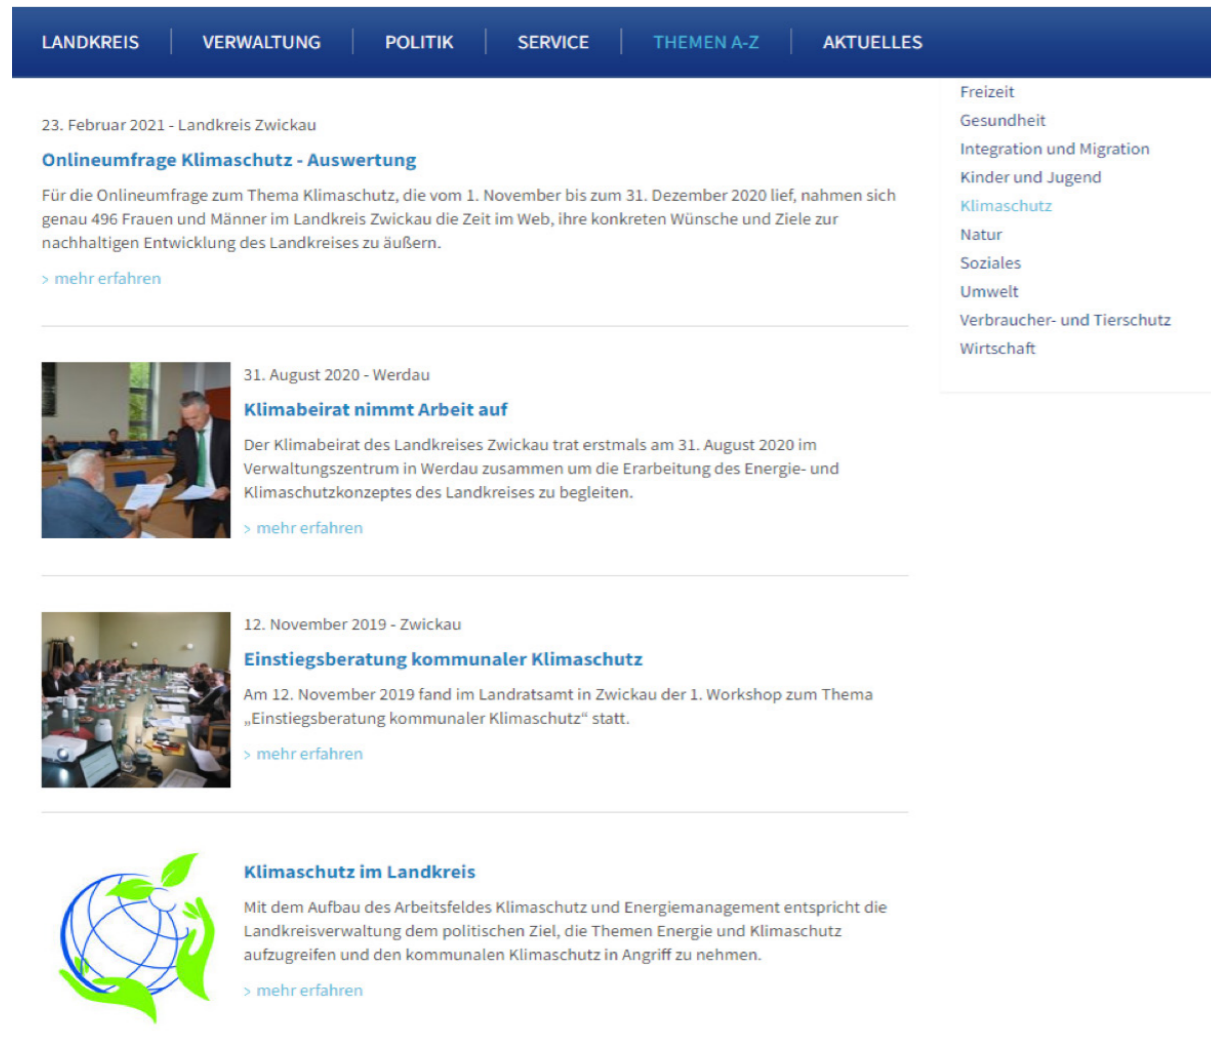 LANDKREIS
VERWALTUNG
POLITIK
SERVICE
THEMEN A-Z
AKTUELLES
23. Februar 2021 - Landkreis Zwickau
Onlineumfrage Klimaschutz - Auswertung
Für die Onlineumfrage zum Thema Klimaschutz, die vom 1. November bis zum 31. Dezember 2020 lief, nahmen sich
genau 496 Frauen und Männer im Landkreis Zwickau die Zeit im Web, ihre konkreten Wünsche und Ziele zur
nachhaltigen Entwicklung des Landkreises zu äußern.
> mehr erfahren
31. August 2020 - Werdau
Klimabeirat nimmt Arbeit auf
Der Klimabeirat des Landkreises Zwickau trat erstmals am 31. August 2020 im
Verwaltungszentrum in Werdau zusammen um die Erarbeitung des Energie- und
Klimaschutzkonzeptes des Landkreises zu begleiten.
> mehr erfahren
12. November 2019 - Zwickau
Einstiegsberatung kommunaler Klimaschutz
Am 12. November 2019 fand im Landratsamt in Zwickau der 1. Workshop zum Thema
„Einstiegsberatung kommunaler Klimaschutz“ statt.
> mehr erfahren
Klimaschutz im Landkreis
Mit dem Aufbau des Arbeitsfeldes Klimaschutz und Energiemanagement entspricht die
Landkreisverwaltung dem politischen Ziel, die Themen Energie und Klimaschutz
aufzugreifen und den kommunalen Klimaschutz in Angriff zu nehmen.
> mehr erfahren
Freizeit
Gesundheit
Integration und Migration
Kinder und Jugend
Klimaschutz
Natur
Soziales
Umwelt
Verbraucher- und Tierschutz
Wirtschaft